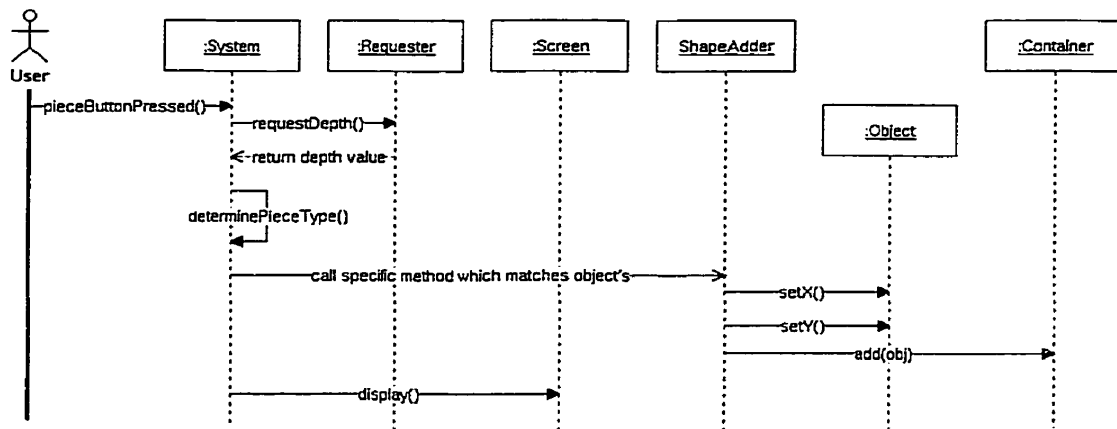 :System
:Requester
:Screen
ShapeAdder
:Container
User
pieceButtonPressed()
requestDepth()
:Object
return depth value
determinePieceType()
call specific method which matches object's
setX()
setY()
add(obj)
display()